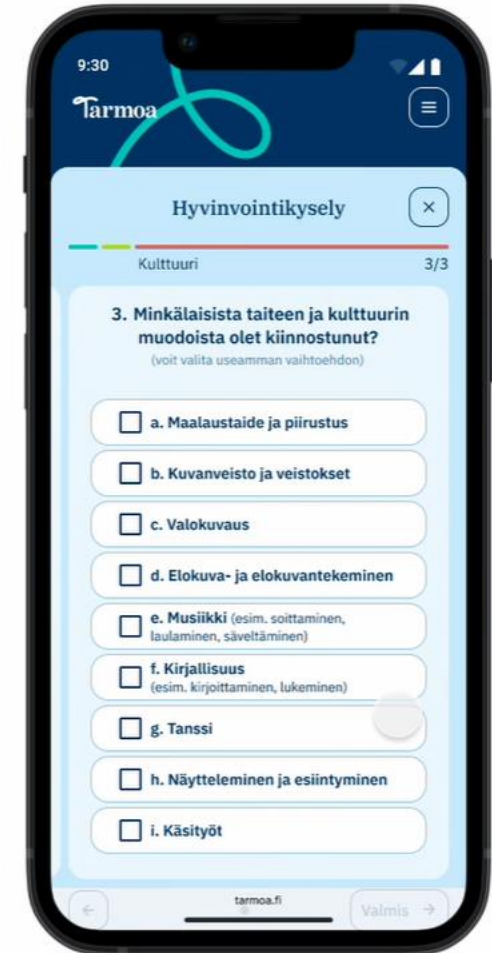 9:30
Tarmoa
Hyvinvointikysely
Kulttuuri 3/3
3. Minkälaisista taiteen ja kulttuurin
muodoista olet kiinnostunut?
(voit valita useamman vaihtoehdon)
a. Maalaustaide ja piirustus
b. Kuvanveisto ja veistokset
c. Valokuvaus
d. Elokuva- ja elokuvantekeminen
e. Musiikki (esim. soittaminen,
laulaminen, säveltäminen)
f. Kirjallisuus
(esim. kirjoittaminen, lukeminen)
g. Tanssi
h. Näytteleminen ja esiintyminen
i. Käsityöt
tarmoa.fi
Valmis